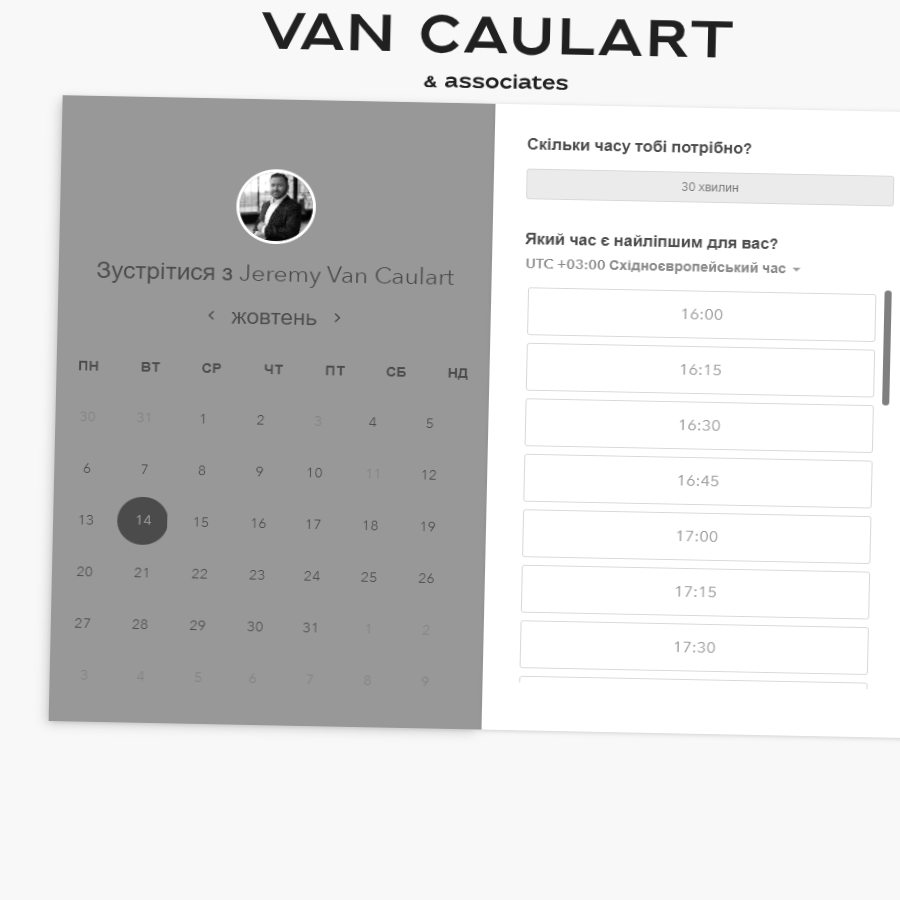 VAN CAULART
& associates
Зустрітися з Jeremy Van Caulart
жовтень
ПН ВТ СР ЧТ ПТ СБ НД
30 31 1 2 3 4 5
6 7 8 9 10 11 12
13 14 15 16 17 18 19
20 21 22 23 24 25 26
27 28 29 30 31 1 2
3 4 5 6 7 8 9
Скільки часу тобі потрібно?
30 хвилин
Який час є найліпшим для вас?
UTC +03:00 Східноєвропейський час
16:00
16:15
16:30
16:45
17:00
17:15
17:30